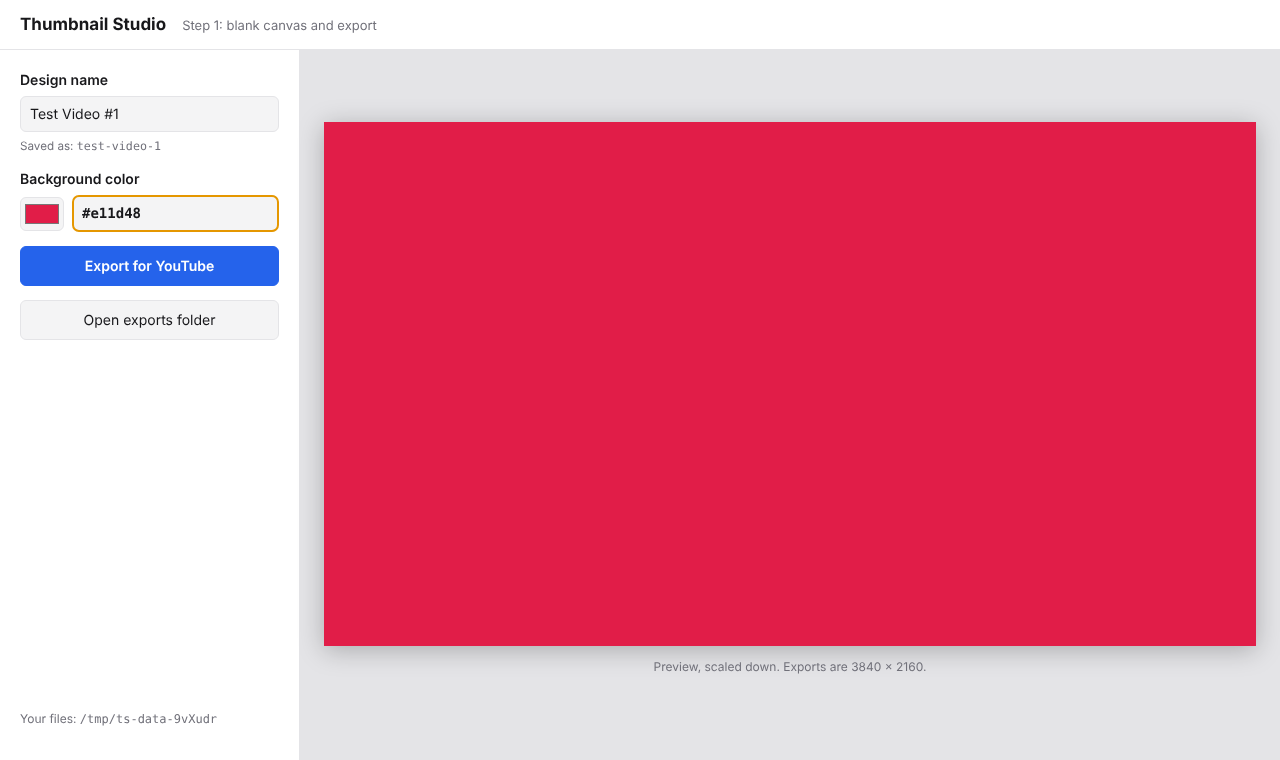 Thumbnail Studio Step 1: blank canvas and export
Design name
Test Video #1
Saved as: test-video-1
Background color
#e11d48
Export for YouTube
Open exports folder
Preview, scaled down. Exports are 3840 × 2160.
Your files: /tmp/ts-data-9vXudr